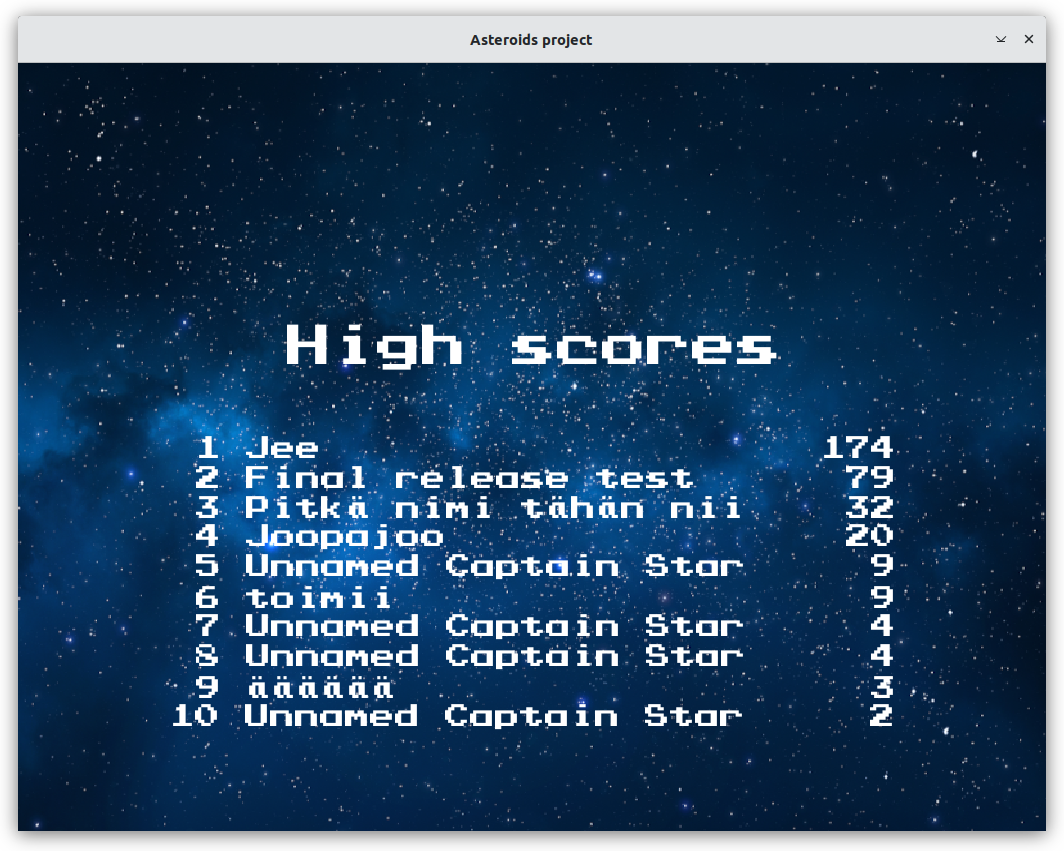 Asteroids project
High scores
1 Jee 174
2 Final release test 79
3 Pitkä nimi tähän nii 32
4 Joopajoo 20
5 Unnamed Captain Star 9
6 toimii 9
7 Unnamed Captain Star 4
8 Unnamed Captain Star 4
9 ääääää 3
10 Unnamed Captain Star 2